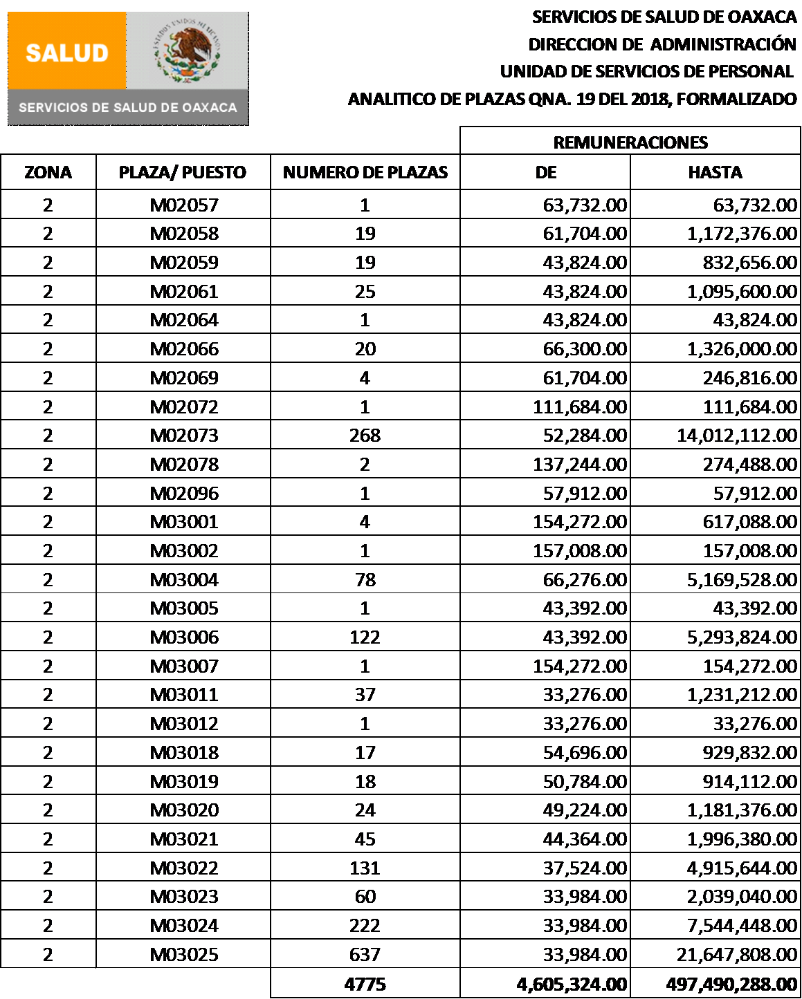 SALUD
ESTADOS UNIDOS MEXICANOS
SERVICIOS DE SALUD DE OAXACA
SERVICIOS DE SALUD DE OAXACA
DIRECCION DE ADMINISTRACIÓN
UNIDAD DE SERVICIOS DE PERSONAL
ANALITICO DE PLAZAS QNA. 19 DEL 2018, FORMALIZADO
REMUNERACIONES
ZONA PLAZA/ PUESTO NUMERO DE PLAZAS DE HASTA
2 M02057 1 63,732.00 63,732.00
2 M02058 19 61,704.00 1,172,376.00
2 M02059 19 43,824.00 832,656.00
2 M02061 25 43,824.00 1,095,600.00
2 M02064 1 43,824.00 43,824.00
2 M02066 20 66,300.00 1,326,000.00
2 M02069 4 61,704.00 246,816.00
2 M02072 1 111,684.00 111,684.00
2 M02073 268 52,284.00 14,012,112.00
2 M02078 2 137,244.00 274,488.00
2 M02096 1 57,912.00 57,912.00
2 M03001 4 154,272.00 617,088.00
2 M03002 1 157,008.00 157,008.00
2 M03004 78 66,276.00 5,169,528.00
2 M03005 1 43,392.00 43,392.00
2 M03006 122 43,392.00 5,293,824.00
2 M03007 1 154,272.00 154,272.00
2 M03011 37 33,276.00 1,231,212.00
2 M03012 1 33,276.00 33,276.00
2 M03018 17 54,696.00 929,832.00
2 M03019 18 50,784.00 914,112.00
2 M03020 24 49,224.00 1,181,376.00
2 M03021 45 44,364.00 1,996,380.00
2 M03022 131 37,524.00 4,915,644.00
2 M03023 60 33,984.00 2,039,040.00
2 M03024 222 33,984.00 7,544,448.00
2 M03025 637 33,984.00 21,647,808.00
4775 4,605,324.00 497,490,288.00